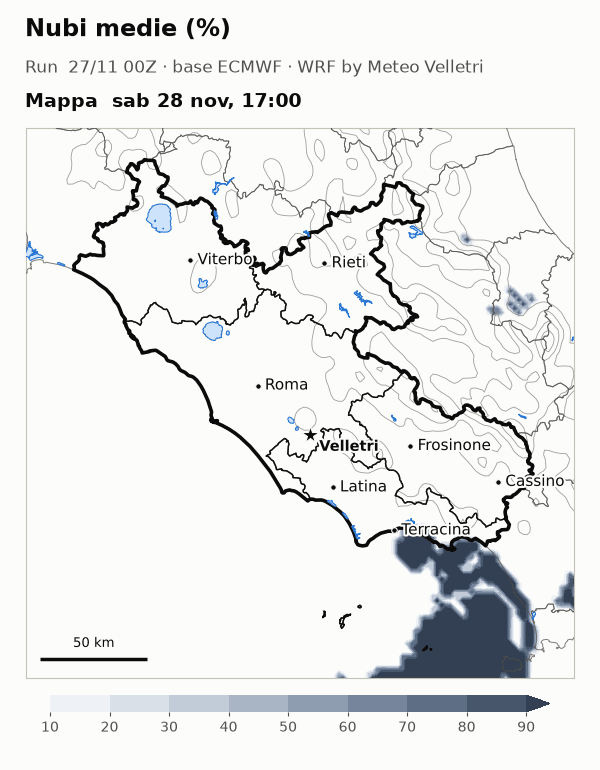 Nubi medie (%)
Run  27/11 00Z · base ECMWF · WRF by Meteo Velletri
Mappa  sab 28 nov, 17:00
Viterbo
Rieti
Roma
Velletri
Frosinone
Latina
Cassino
Terracina
50 km
10 20 30 40 50 60 70 80 90